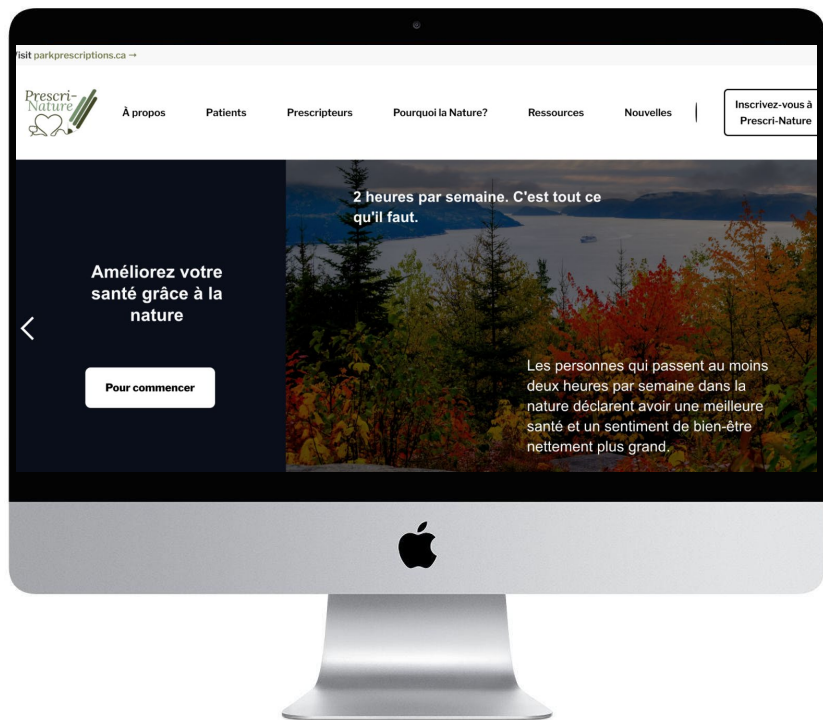 Visit parkprescriptions.ca →
Prescri-
Nature
À propos
Patients
Prescripteurs
Pourquoi la Nature?
Ressources
Nouvelles
Inscrivez-vous à
Prescri-Nature
2 heures par semaine. C'est tout ce
qu'il faut.
Améliorez votre
santé grâce à la
nature
Pour commencer
Les personnes qui passent au moins
deux heures par semaine dans la
nature déclarent avoir une meilleure
santé et un sentiment de bien-être
nettement plus grand.